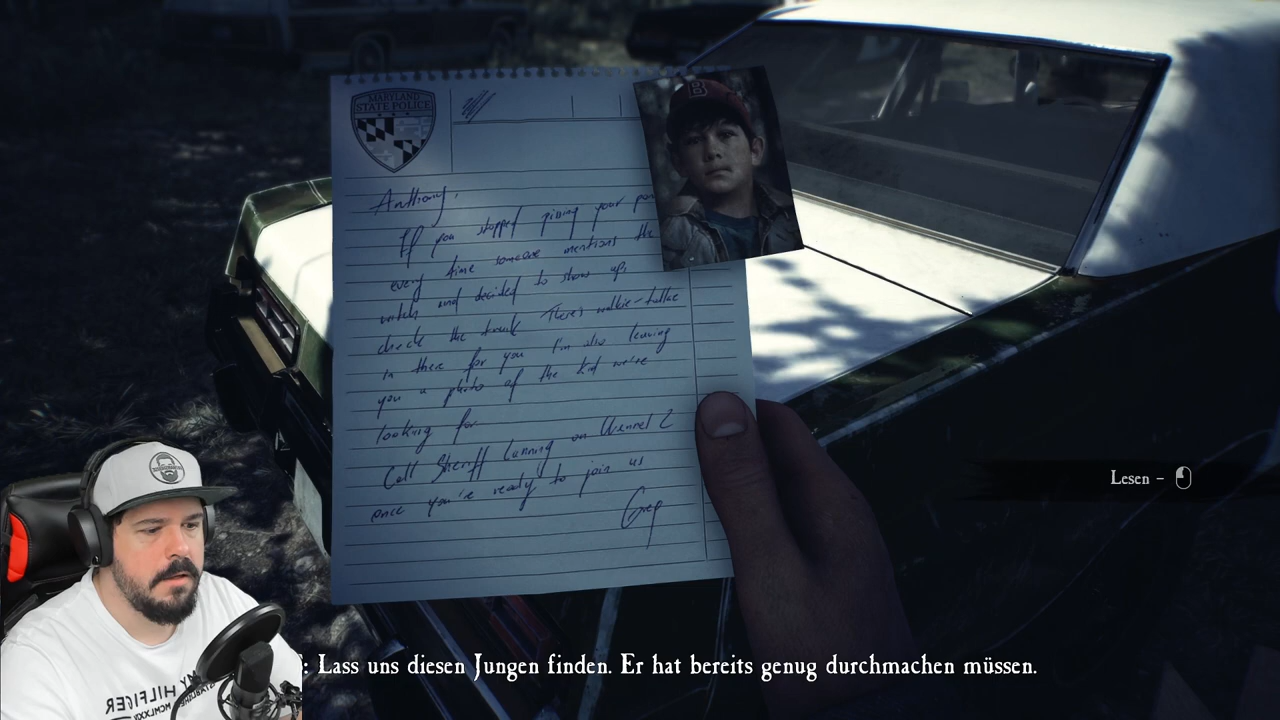 MARYLAND
STATE POLICE
B
Anthony,
If you stopped pissing your
every time someone mentions the
witch and decided to show up,
check the trunk There's walkie-talkie
in there for you I'm also leaving
you a photo of the kid we're
looking for
Call Sheriff Lanning on Channel 2
once you're ready to join us
Greg
Lesen -
: Lass uns diesen Jungen finden. Er hat bereits genug durchmachen müssen.
HILFIGER